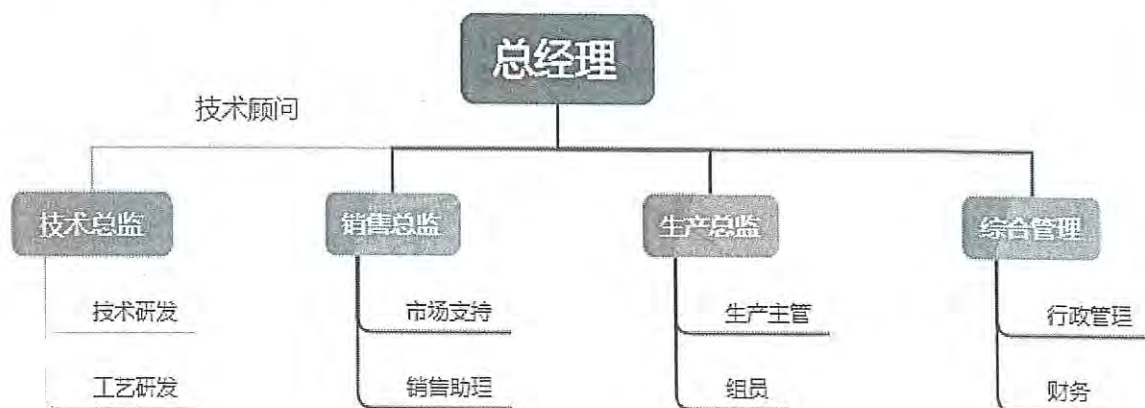 总经理
技术顾问
技术总监
销售总监
生产总监
综合管理
技术研发
市场支持
生产主管
行政管理
工艺研发
销售助理
组员
财务